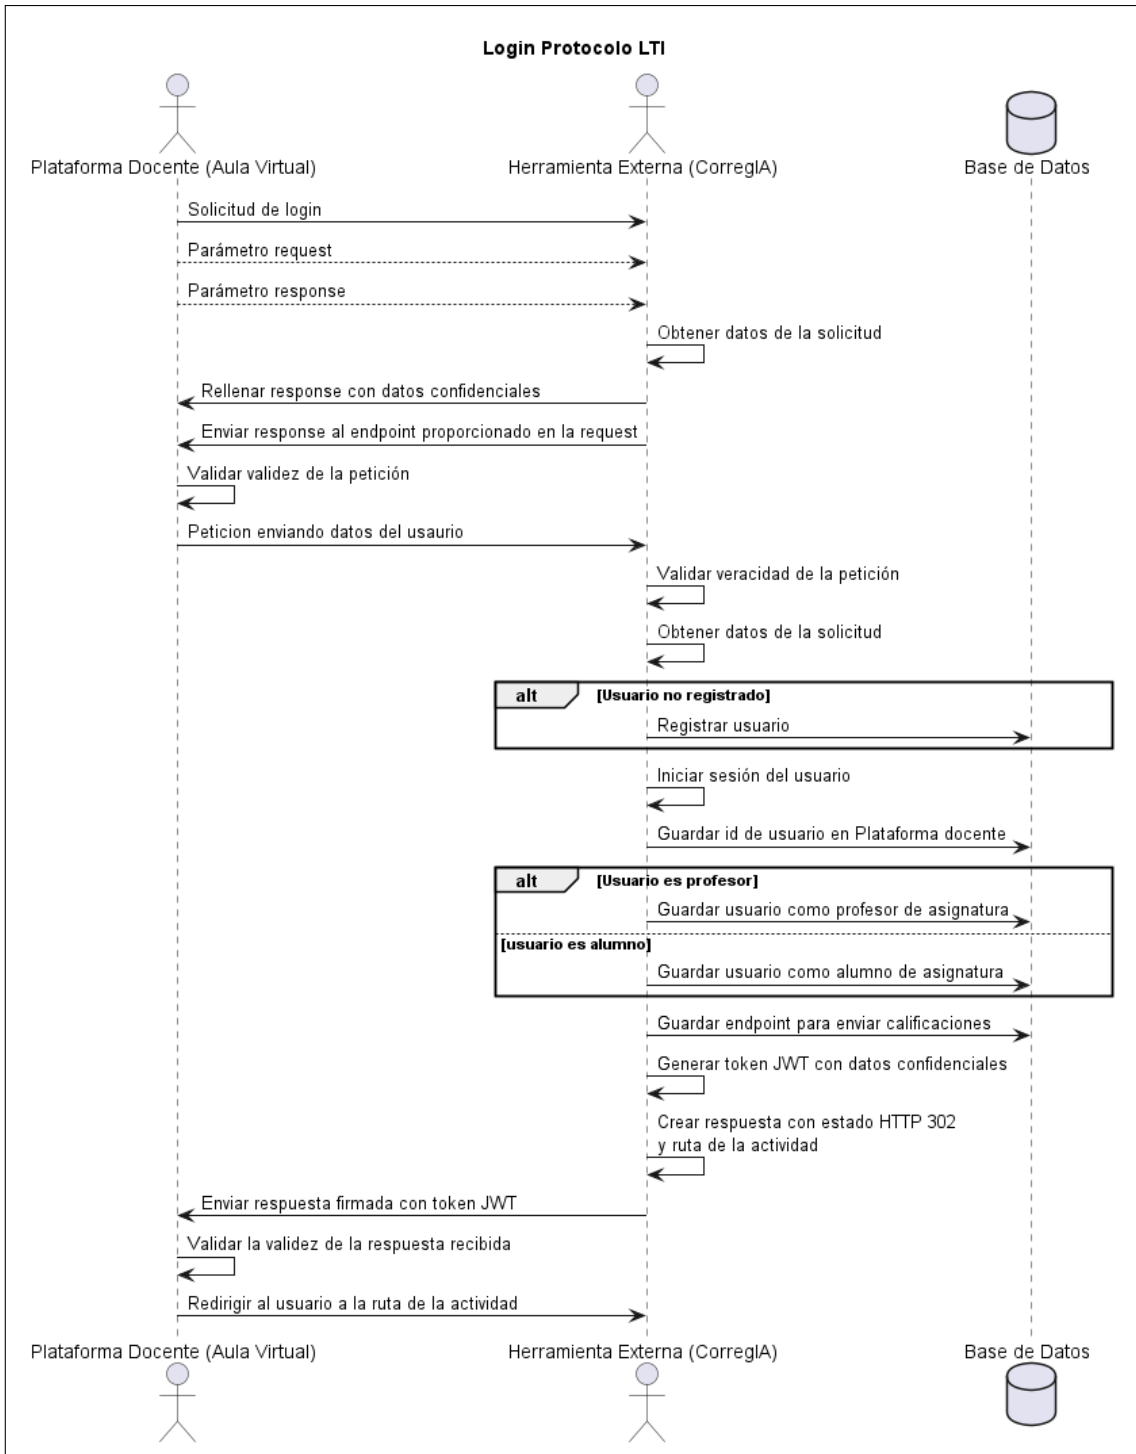 Login Protocolo LTI
Plataforma Docente (Aula Virtual)
Herramienta Externa (CorregIA)
Base de Datos
Solicitud de login
Parámetro request
Parámetro response
Obtener datos de la solicitud
Rellenar response con datos confidenciales
Enviar response al endpoint proporcionado en la request
Validar validez de la petición
Peticion enviando datos del usaurio
Validar veracidad de la petición
Obtener datos de la solicitud
alt [Usuario no registrado]
Registrar usuario
Iniciar sesión del usuario
Guardar id de usuario en Plataforma docente
alt [Usuario es profesor]
Guardar usuario como profesor de asignatura
[usuario es alumno]
Guardar usuario como alumno de asignatura
Guardar endpoint para enviar calificaciones
Generar token JWT con datos confidenciales
Crear respuesta con estado HTTP 302
y ruta de la actividad
Enviar respuesta firmada con token JWT
Validar la validez de la respuesta recibida
Redirigir al usuario a la ruta de la actividad
Plataforma Docente (Aula Virtual)
Herramienta Externa (CorregIA)
Base de Datos